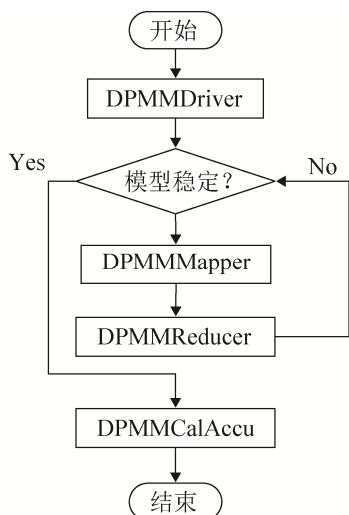 开始
DPMMDriver
Yes
模型稳定?
No
DPMMMapper
DPMMReducer
DPMMCalAccu
结束